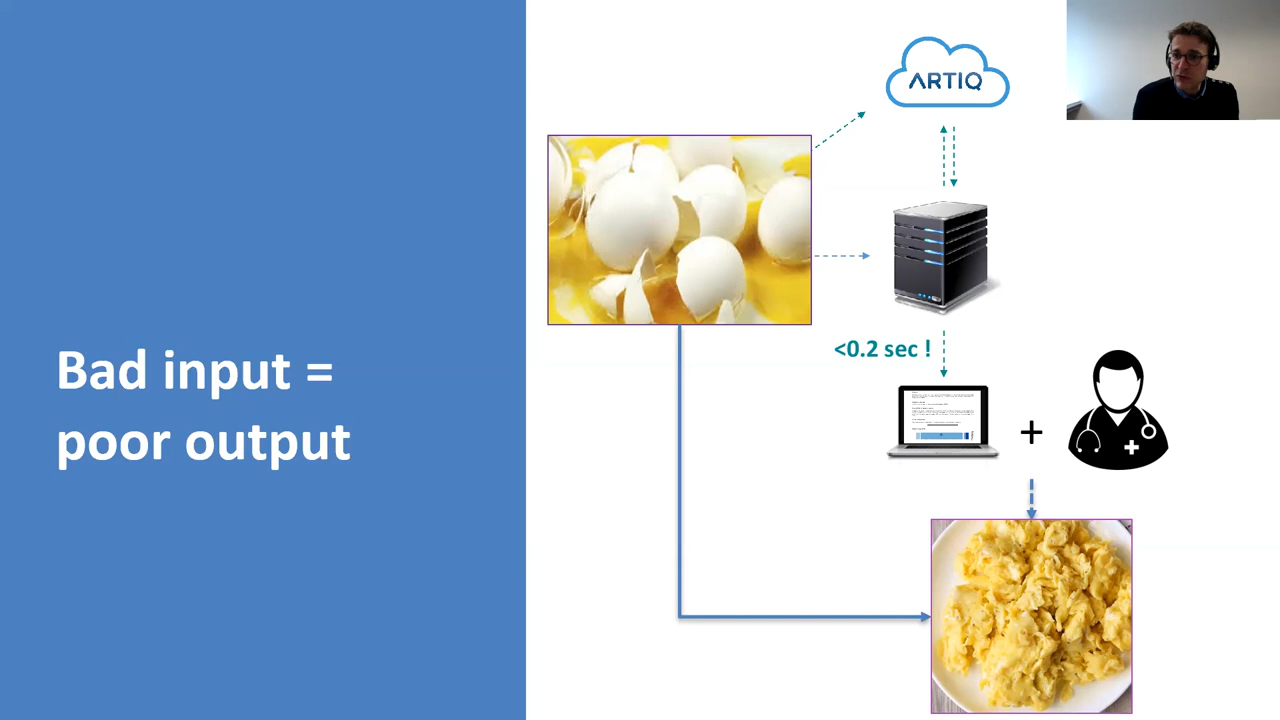 Bad input =
poor output
ARTIQ
<0.2 sec !
+